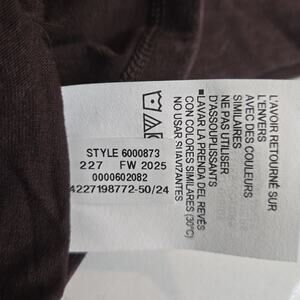 STYLE 6000873
227 FW 2025
0000602082
4227198772-50/24
L'AVOIR RETOURNÉ SUR
L'ENVERS
AVEC DES COULEURS
SIMILAIRES
NE PAS UTILISER
D'ASSOUPLISSANTS
•LAVAR LA PRENDA DEL REVÉS
CON COLORES SIMILARES (30°C)
NO USAR SUAVIZANTES